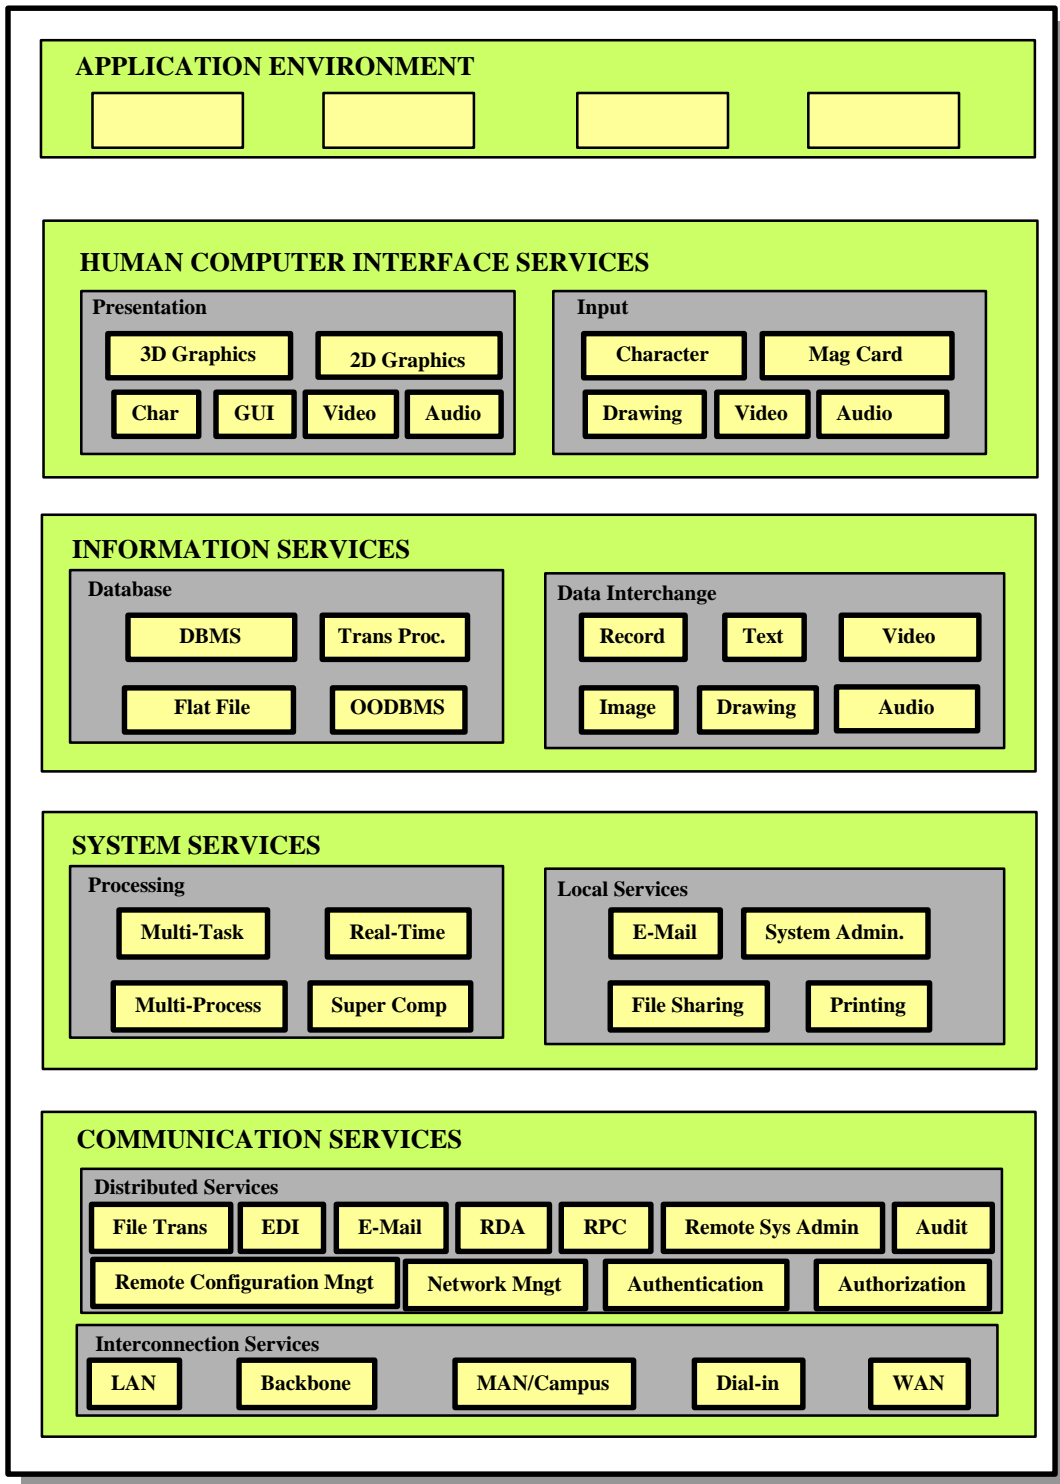 APPLICATION ENVIRONMENT
HUMAN COMPUTER INTERFACE SERVICES
Presentation
3D Graphics
2D Graphics
Char
GUI
Video
Audio
Input
Character
Mag Card
Drawing
Video
Audio
INFORMATION SERVICES
Database
DBMS
Trans Proc.
Flat File
OODBMS
Data Interchange
Record
Text
Video
Image
Drawing
Audio
SYSTEM SERVICES
Processing
Multi-Task
Real-Time
Multi-Process
Super Comp
Local Services
E-Mail
System Admin.
File Sharing
Printing
COMMUNICATION SERVICES
Distributed Services
File Trans
EDI
E-Mail
RDA
RPC
Remote Sys Admin
Audit
Remote Configuration Mngt
Network Mngt
Authentication
Authorization
Interconnection Services
LAN
Backbone
MAN/Campus
Dial-in
WAN